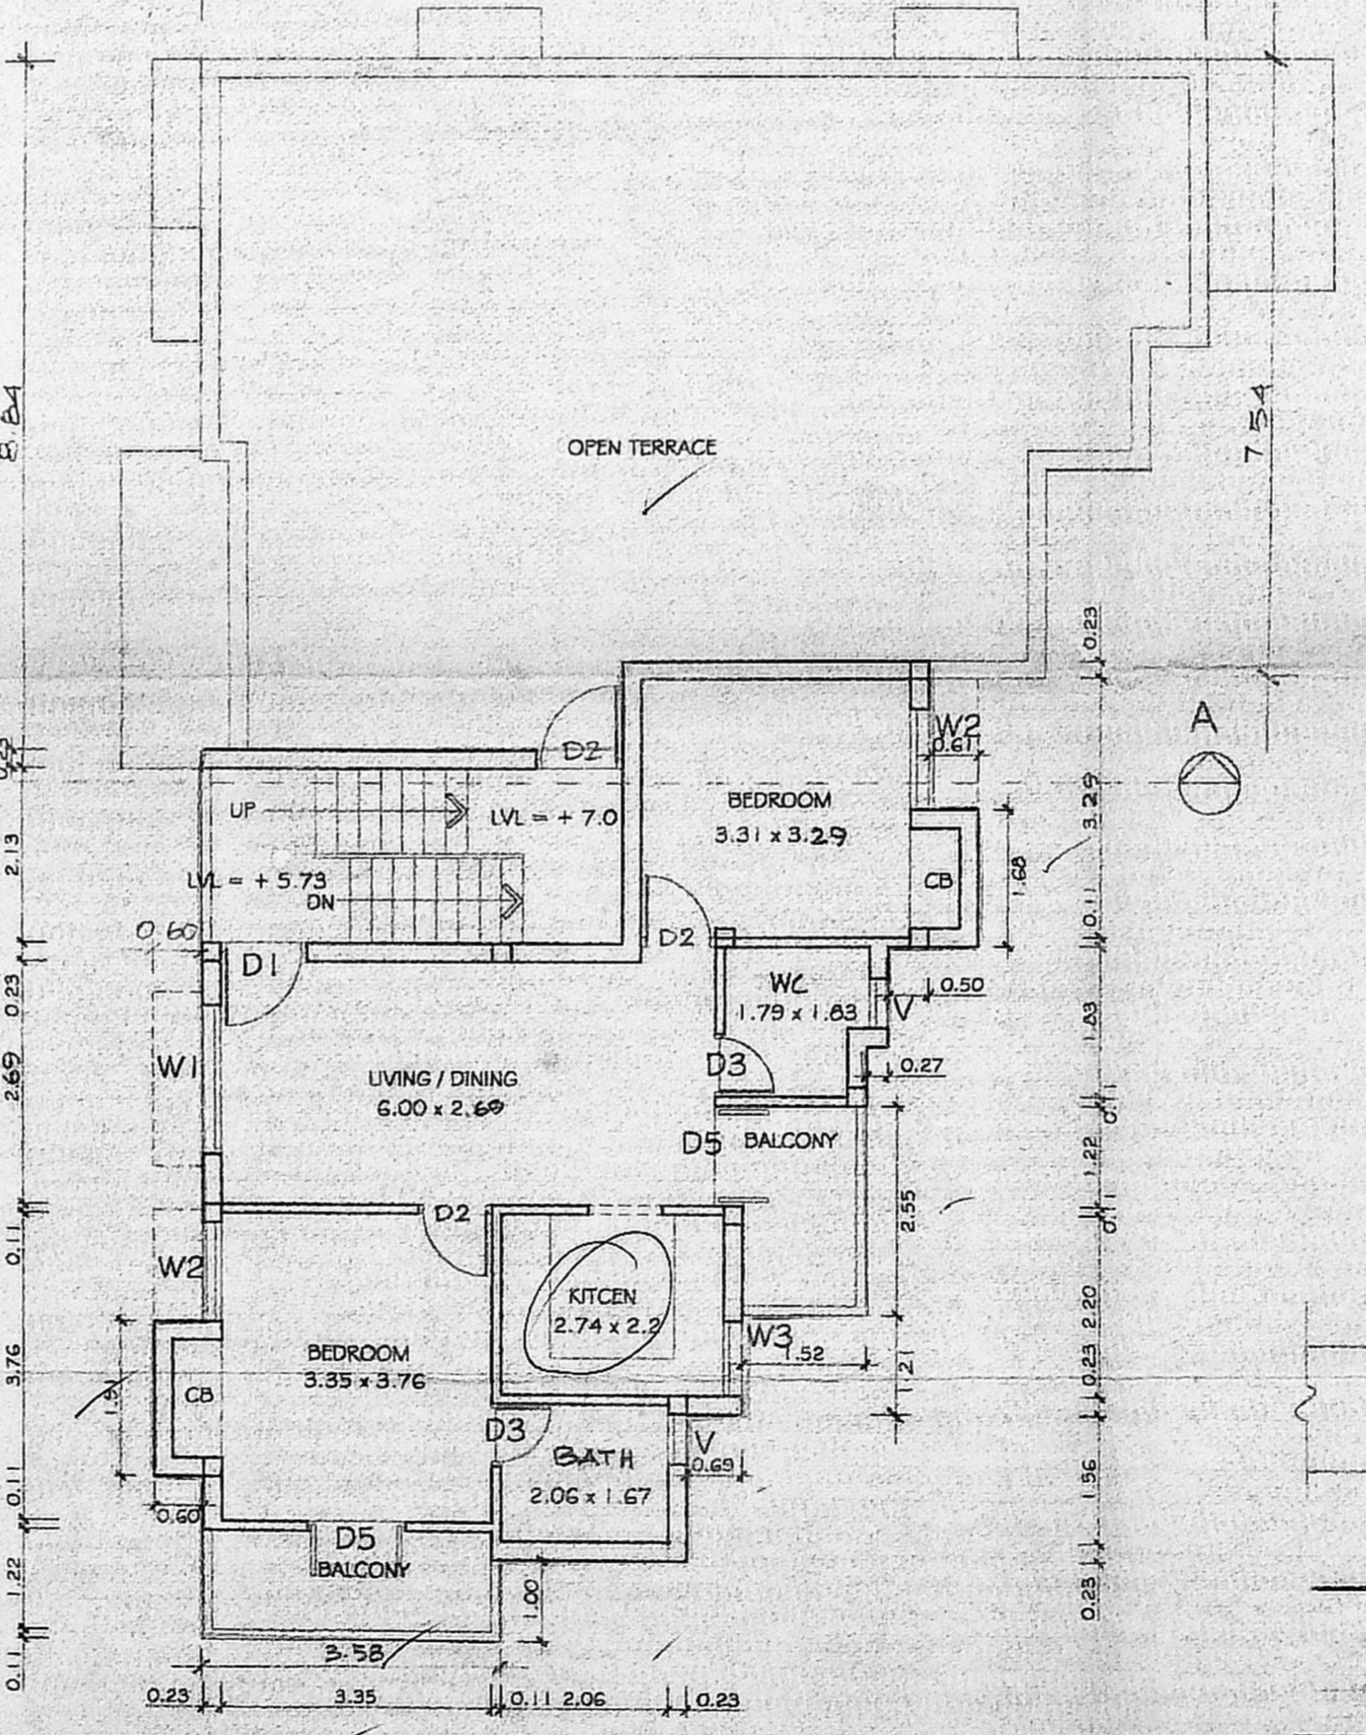 8.84
7.54
OPEN TERRACE
0.23
W2
0.61
A
D2
UP
LVL = + 7.0
BEDROOM
3.31 x 3.29
3.29
2.13
LVL = + 5.73
DN
CB
1.68
0.11
0.60
D1
D2
WC
1.79 x 1.83
0.50
V
0.23
1.83
W1
2.69
LIVING / DINING
6.00 x 2.69
D3
0.27
0.11
D5
BALCONY
1.22
2.55
0.11
0.11
D2
W2
KITCEN
2.74 x 2.2
W3
1.52
2.20
1.21
0.23
3.76
BEDROOM
3.35 x 3.76
CB
D3
BATH
2.06 x 1.67
V
0.69
1.56
0.11
0.60
D5
BALCONY
1.22
1.00
0.23
0.11
3.58
0.23
3.35
0.11
2.06
0.23